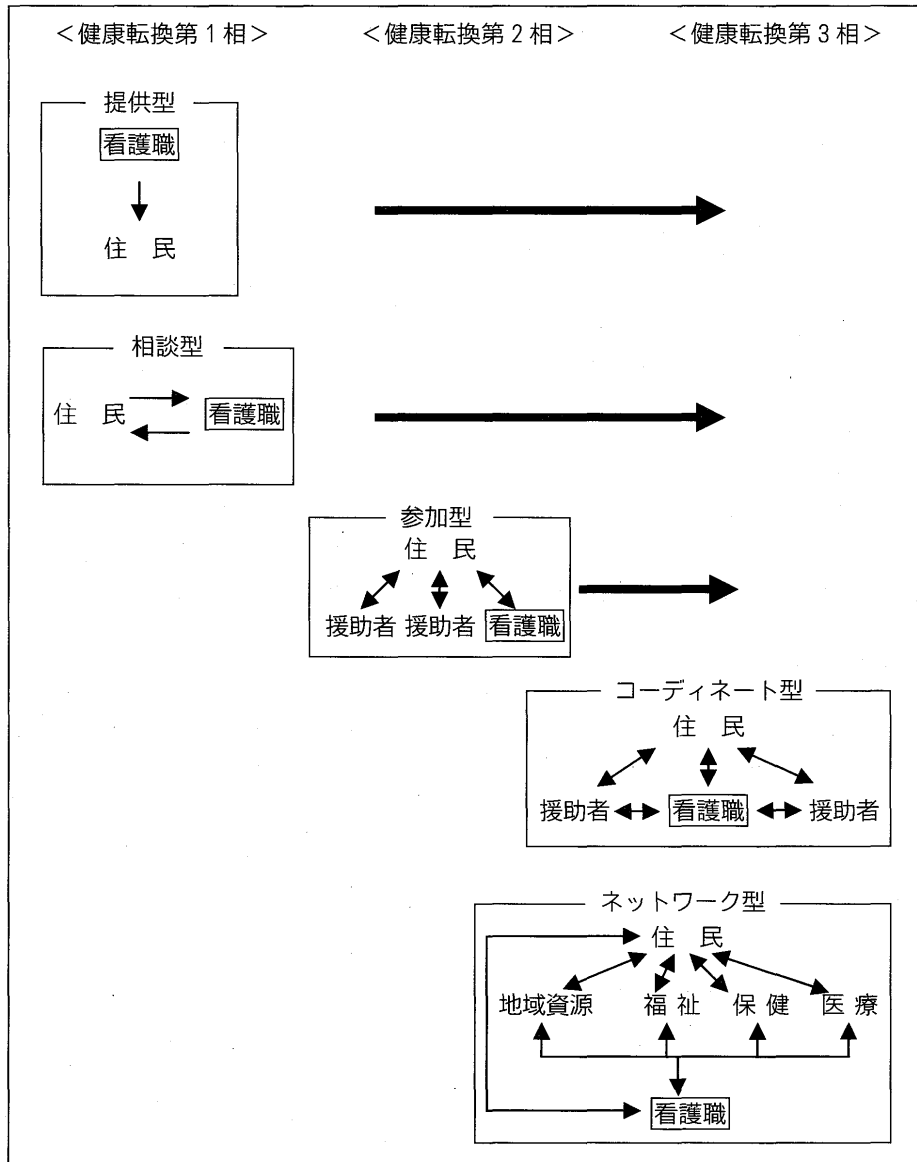 <健康転換第1相> <健康転換第2相> <健康転換第3相>
提供型
看護職
住 民
相談型
住 民 看護職
参加型
住 民
援助者 援助者 看護職
コーディネート型
住 民
援助者 看護職 援助者
ネットワーク型
住 民
地域資源 福 祉 保 健 医 療
看護職